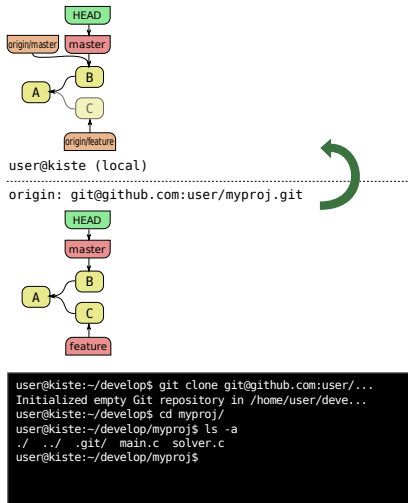 HEAD
origin/master
master
B
A
C
origin/feature
user@kiste (local)
origin: git@github.com:user/myproj.git
HEAD
master
B
A
C
feature
user@kiste:~/develop$ git clone git@github.com:user/...
Initialized empty Git repository in /home/user/deve...
user@kiste:~/develop$ cd myproj/
user@kiste:~/develop/myproj$ ls -a
./  ../  .git/  main.c  solver.c
user@kiste:~/develop/myproj$